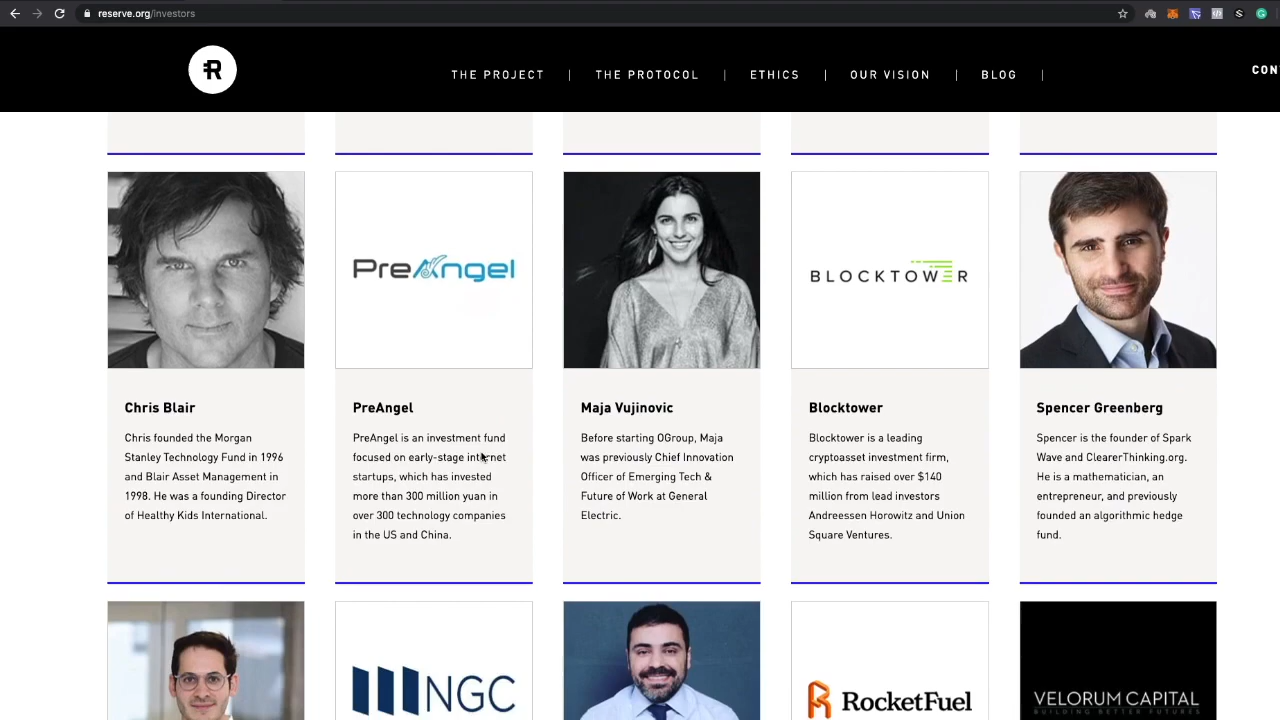 reserve.org/investors
THE PROJECT | THE PROTOCOL | ETHICS | OUR VISION | BLOG |
CON
PreAngel
BLOCKTOWER
Chris Blair
Chris founded the Morgan
Stanley Technology Fund in 1996
and Blair Asset Management in
1998. He was a founding Director
of Healthy Kids International.
PreAngel
PreAngel is an investment fund
focused on early-stage internet
startups, which has invested
more than 300 million yuan in
over 300 technology companies
in the US and China.
Maja Vujinovic
Before starting OGroup, Maja
was previously Chief Innovation
Officer of Emerging Tech &
Future of Work at General
Electric.
Blocktower
Blocktower is a leading
cryptoasset investment firm,
which has raised over $140
million from lead investors
Andreessen Horowitz and Union
Square Ventures.
Spencer Greenberg
Spencer is the founder of Spark
Wave and ClearerThinking.org.
He is a mathematician, an
entrepreneur, and previously
founded an algorithmic hedge
fund.
NGC
RocketFuel
VELORUM CAPITAL
BUILDING BETTER FUTURES